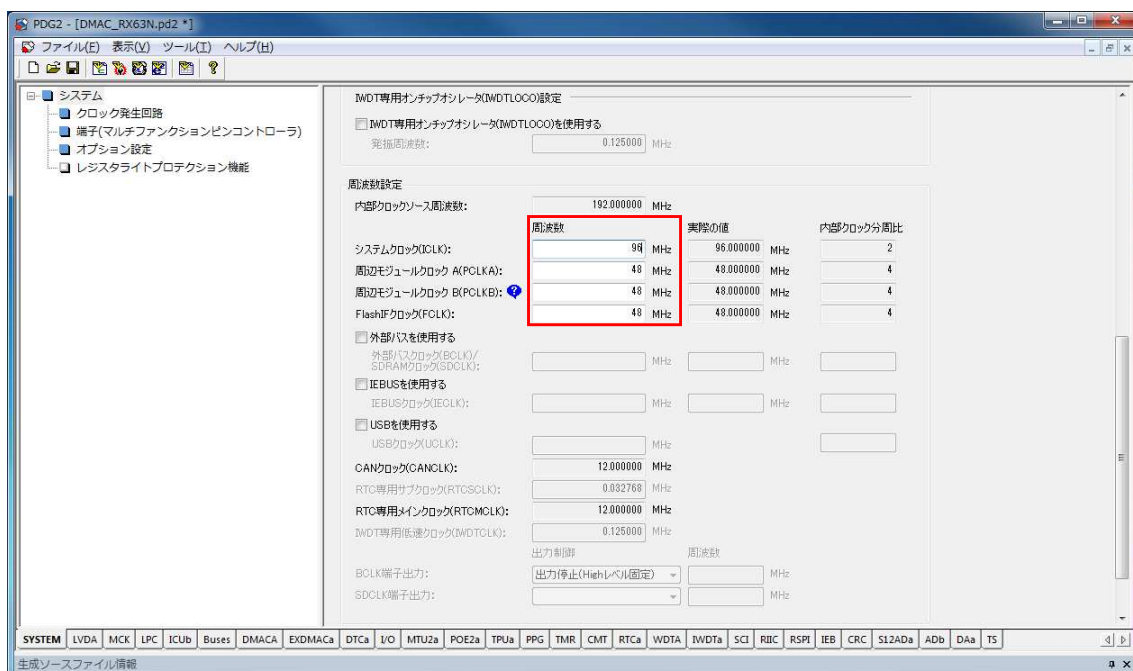 PDG2 - [DMAC_RX63N.pd2 *]
ファイル(F) 表示(V) ツール(T) ヘルプ(H)
システム
クロック発生回路
端子(マルチファンクションピンコントローラ)
オプション設定
レジスタライトプロテクション機能
IWDT専用オンチップオシレータ(IWDTLOCO)設定
IWDT専用オンチップオシレータ(IWDTLOCO)を使用する
発振周波数: 0.125000 MHz
周波数設定
内部クロックソース周波数: 192.000000 MHz
周波数 実際の値 内部クロック分周比
システムクロック(ICLK): 96 MHz 96.000000 MHz 2
周辺モジュールクロック A(PCLKA): 48 MHz 48.000000 MHz 4
周辺モジュールクロック B(PCLKB): ? 48 MHz 48.000000 MHz 4
FlashIFクロック(FCLK): 48 MHz 48.000000 MHz 4
外部バスを使用する
外部バスクロック(BCLK)/
SDRAMクロック(SDCLK): MHz MHz
IEBUSを使用する
IEBUSクロック(IECLK): MHz MHz
USBを使用する
USBクロック(UCLK): MHz
CANクロック(CANCLK): 12.000000 MHz
RTC専用サブクロック(RTCSCLK): 0.032768 MHz
RTC専用メインクロック(RTCMCLK): 12.000000 MHz
IWDT専用低速クロック(IWDTCLK): 0.125000 MHz
出力制御 周波数
BCLK端子出力: 出力停止(Highレベル固定) MHz
SDCLK端子出力: MHz
SYSTEM LVDA MCK LPC ICUb Buses DMACA EXDMACa DTCa I/O MTU2a POE2a TPUa PPG TMR CMT RTCa WDTA IWDTa SCI RIIC RSPI IEB CRC S12ADa ADb DAa TS
生成ソースファイル情報